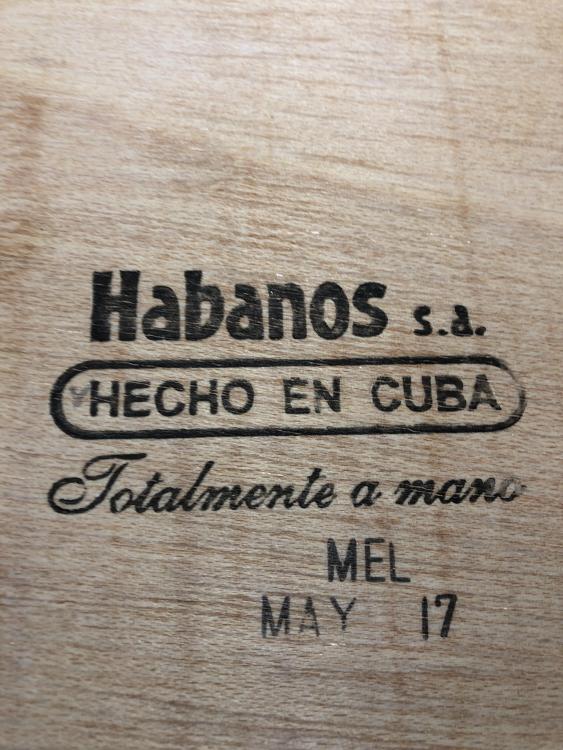 Habanos s.a.
HECHO EN CUBA
Totalmente a mano
MEL
MAY 17